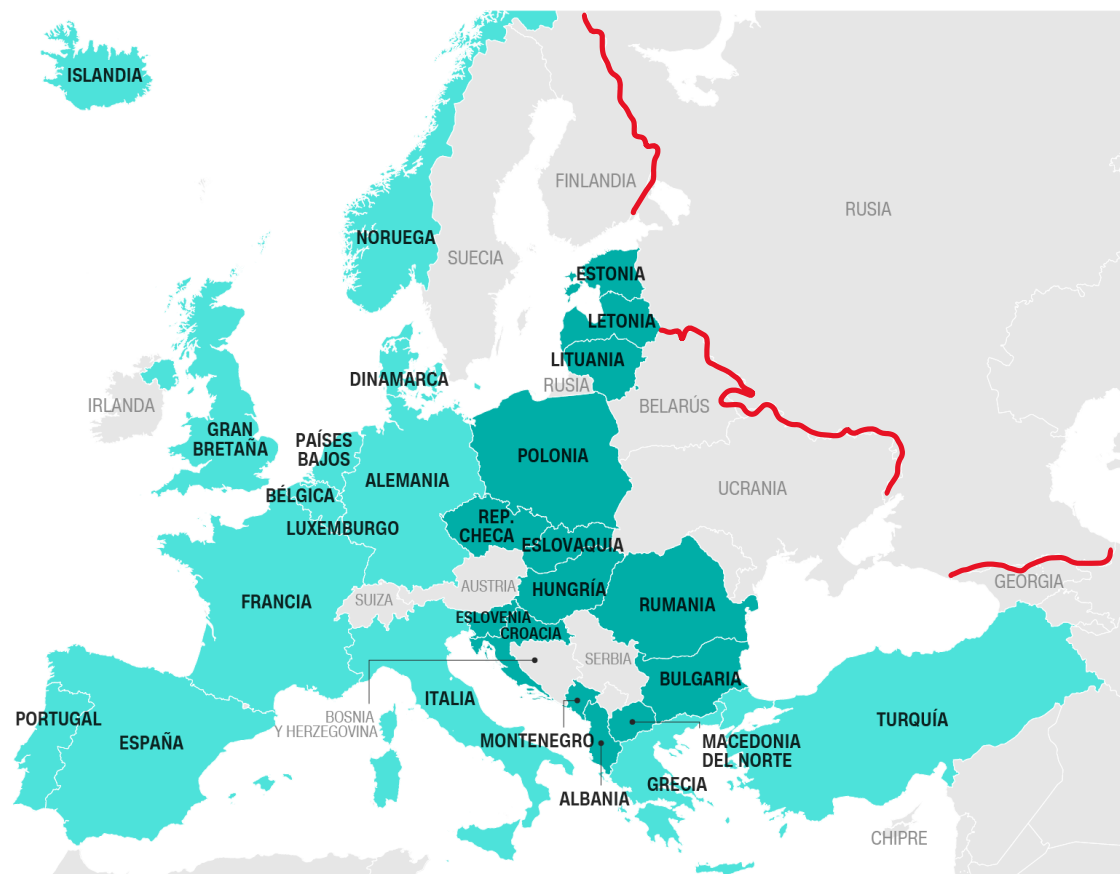 ISLANDIA
FINLANDIA
RUSIA
NORUEGA
SUECIA
ESTONIA
LETONIA
LITUANIA
RUSIA
DINAMARCA
IRLANDA
BELARÚS
GRAN
BRETAÑA
PAÍSES
BAJOS
POLONIA
ALEMANIA
UCRANIA
BÉLGICA
LUXEMBURGO
REP.
CHECA
ESLOVAQUIA
AUSTRIA
HUNGRÍA
GEORGIA
FRANCIA
SUIZA
RUMANIA
ESLOVENIA
CROACIA
SERBIA
BULGARIA
ITALIA
PORTUGAL
BOSNIA
Y HERZEGOVINA
TURQUÍA
ESPAÑA
MONTENEGRO
MACEDONIA
DEL NORTE
GRECIA
ALBANIA
CHIPRE